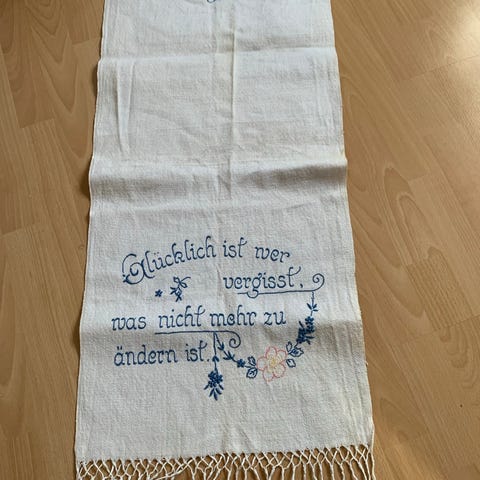 Glücklich ist wer
vergisst,
was nicht mehr zu
ändern ist.